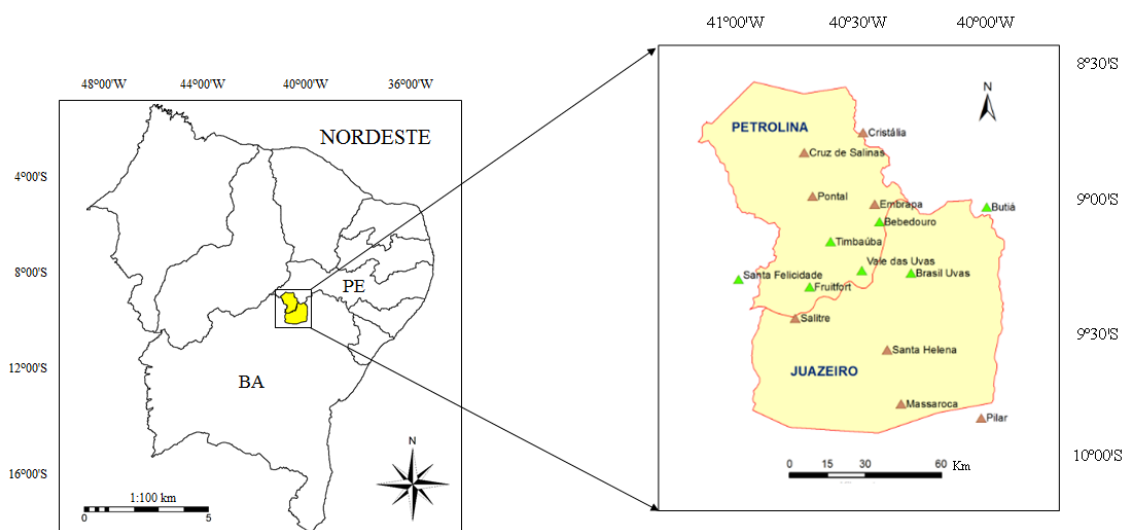 48°00'W 44°00'W 40°00'W 36°00'W
NORDESTE
4°00'S
8°00'S
12°00'S
16°00'S
PE
BA
N
1:100 km
0 5
41°00'W 40°30'W 40°00'W
8°30'S
9°00'S
9°30'S
10°00'S
N
PETROLINA
Cristália
Cruz de Salinas
Pontal
Embrapa
Butiá
Bebedouro
Timbaúba
Vale das Uvas
Santa Felicidade
Brasil Uvas
Fruitfort
Salitre
Santa Helena
JUAZEIRO
Massaroca
Pilar
0 15 30 60 Km